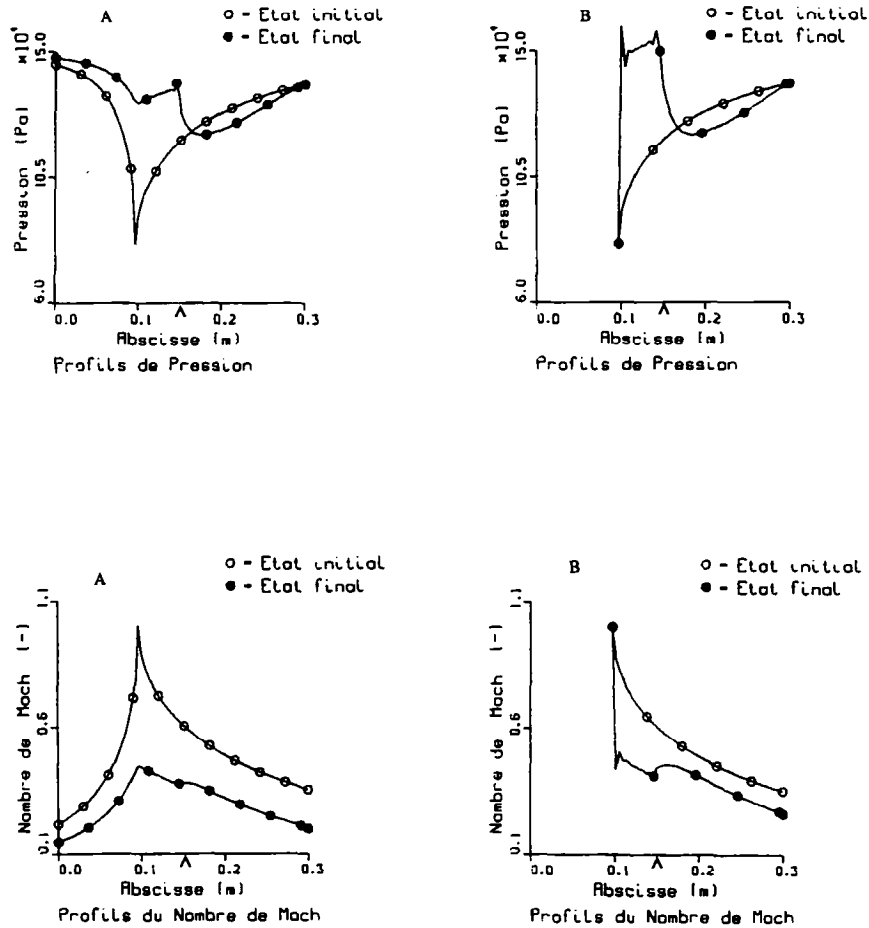 A
o - Etat initial
● - Etat final
Pression (Pa) ×10⁴
15.0
10.5
6.0
0.0 0.1 0.2 0.3
^
Abscisse (m)
Profils de Pression
B
o - Etat initial
● - Etat final
Pression (Pa) ×10⁴
15.0
10.5
6.0
0.0 0.1 0.2 0.3
^
Abscisse (m)
Profils de Pression
A
o - Etat initial
● - Etat final
Nombre de Mach (-)
1.1
0.6
0.1
0.0 0.1 0.2 0.3
^
Abscisse (m)
Profils du Nombre de Mach
B
o - Etat initial
● - Etat final
Nombre de Mach (-)
1.1
0.6
0.1
0.0 0.1 0.2 0.3
^
Abscisse (m)
Profils du Nombre de Mach